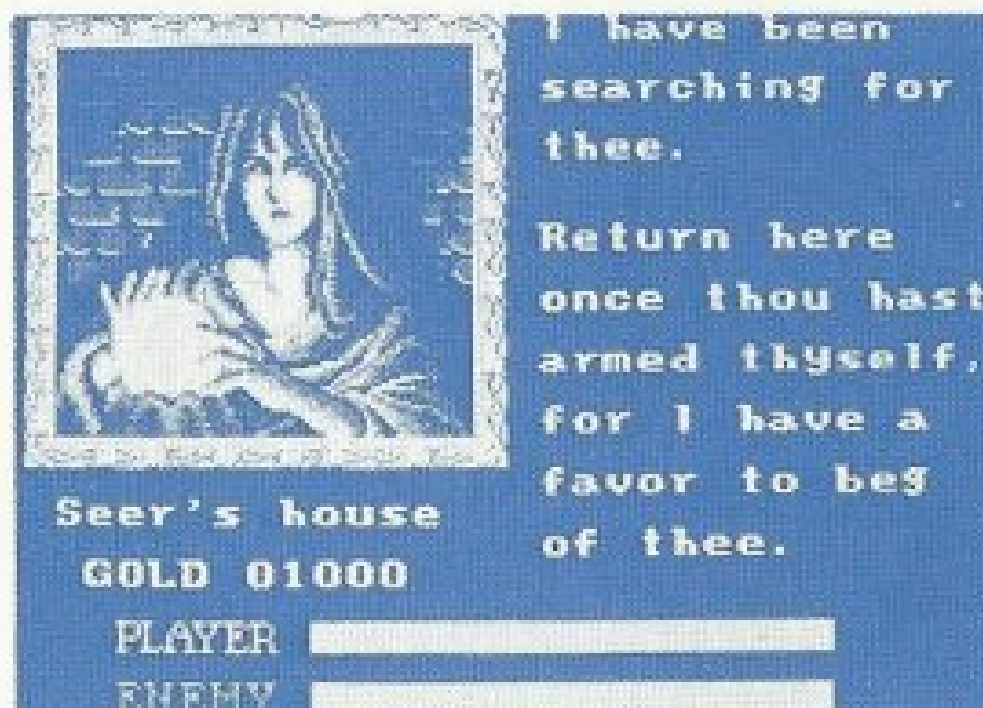 I have been
searching for
thee.
Return here
once thou hast
armed thyself,
for I have a
favor to beg
of thee.
Seer's house
GOLD 01000
PLAYER
ENEMY